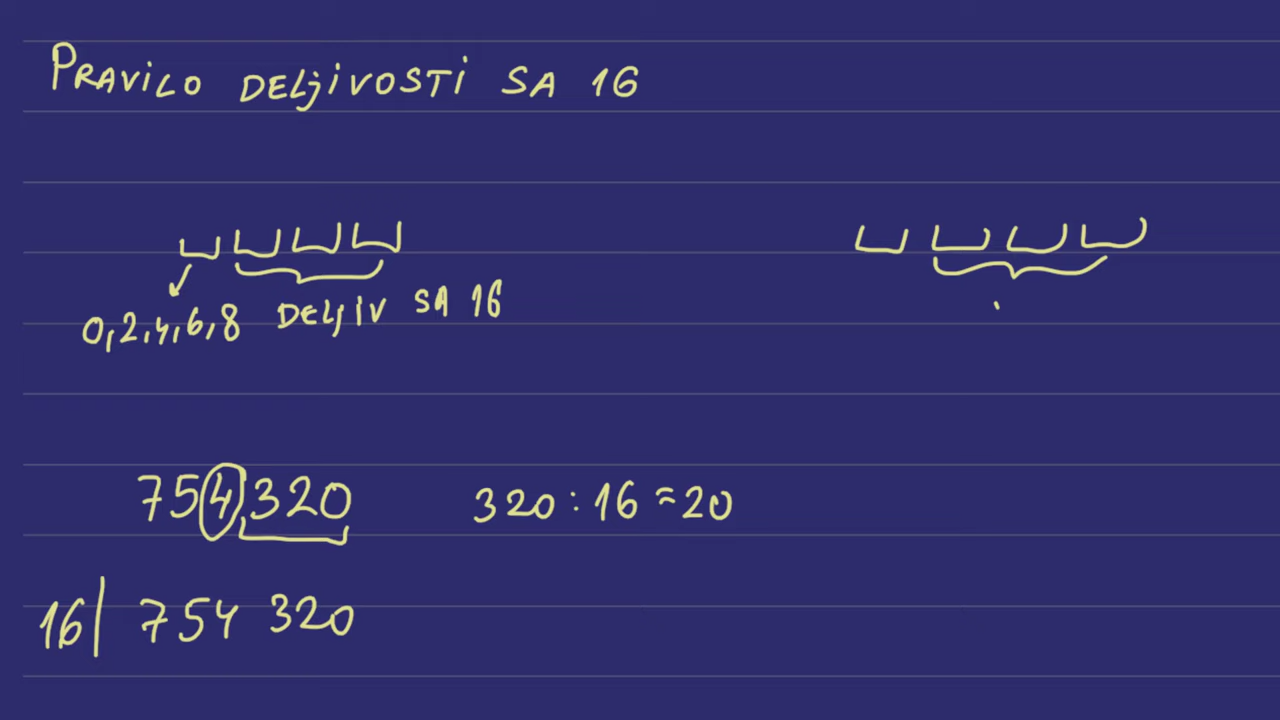 PRAVILO DELJIVOSTI SA 16
0,2,4,6,8 DELJIV SA 16
754320 320:16=20
16| 754 320